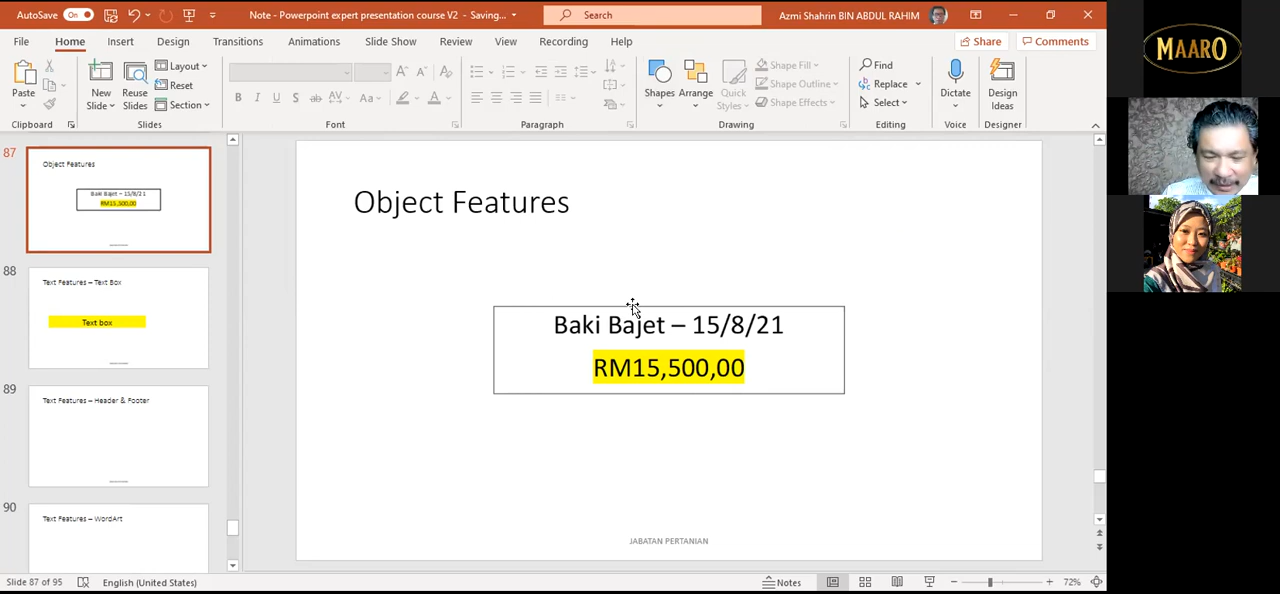 AutoSave On Note - Powerpoint expert presentation course V2 - Saving... Search Azmi Shahrin BIN ABDUL RAHIM
File Home Insert Design Transitions Animations Slide Show Review View Recording Help Share Comments
Paste
Clipboard
New Slide
Reuse Slides
Layout
Reset
Section
Slides
B I U S ab AV Aa A
Font
Paragraph
Shapes
Arrange
Quick Styles
Shape Fill
Shape Outline
Shape Effects
Drawing
Find
Replace
Select
Editing
Dictate
Voice
Design Ideas
Designer
87
Object Features
Baki Bajet – 15/8/21
RM15,500,00
88
Text Features – Text Box
Text box
89
Text Features – Header & Footer
90
Text Features – WordArt
Object Features
Baki Bajet – 15/8/21
RM15,500,00
JABATAN PERTANIAN
Slide 87 of 95 English (United States) Notes 72%
MAARO